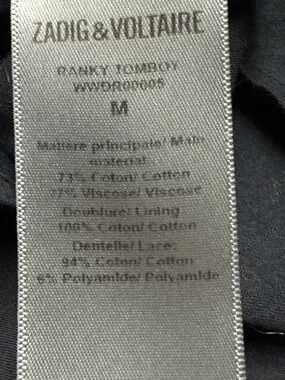 ZADIG & VOLTAIRE
RANKY TOMBOY
WWDR00005
M
Matière principale/ Main
material
73% Coton/ Cotton
27% Viscose/ Viscose
Doublure/ Lining
100% Coton/ Cotton
Dentelle/ Lace:
94% Coton/ Cotton
6% Polyamide/ Polyamide